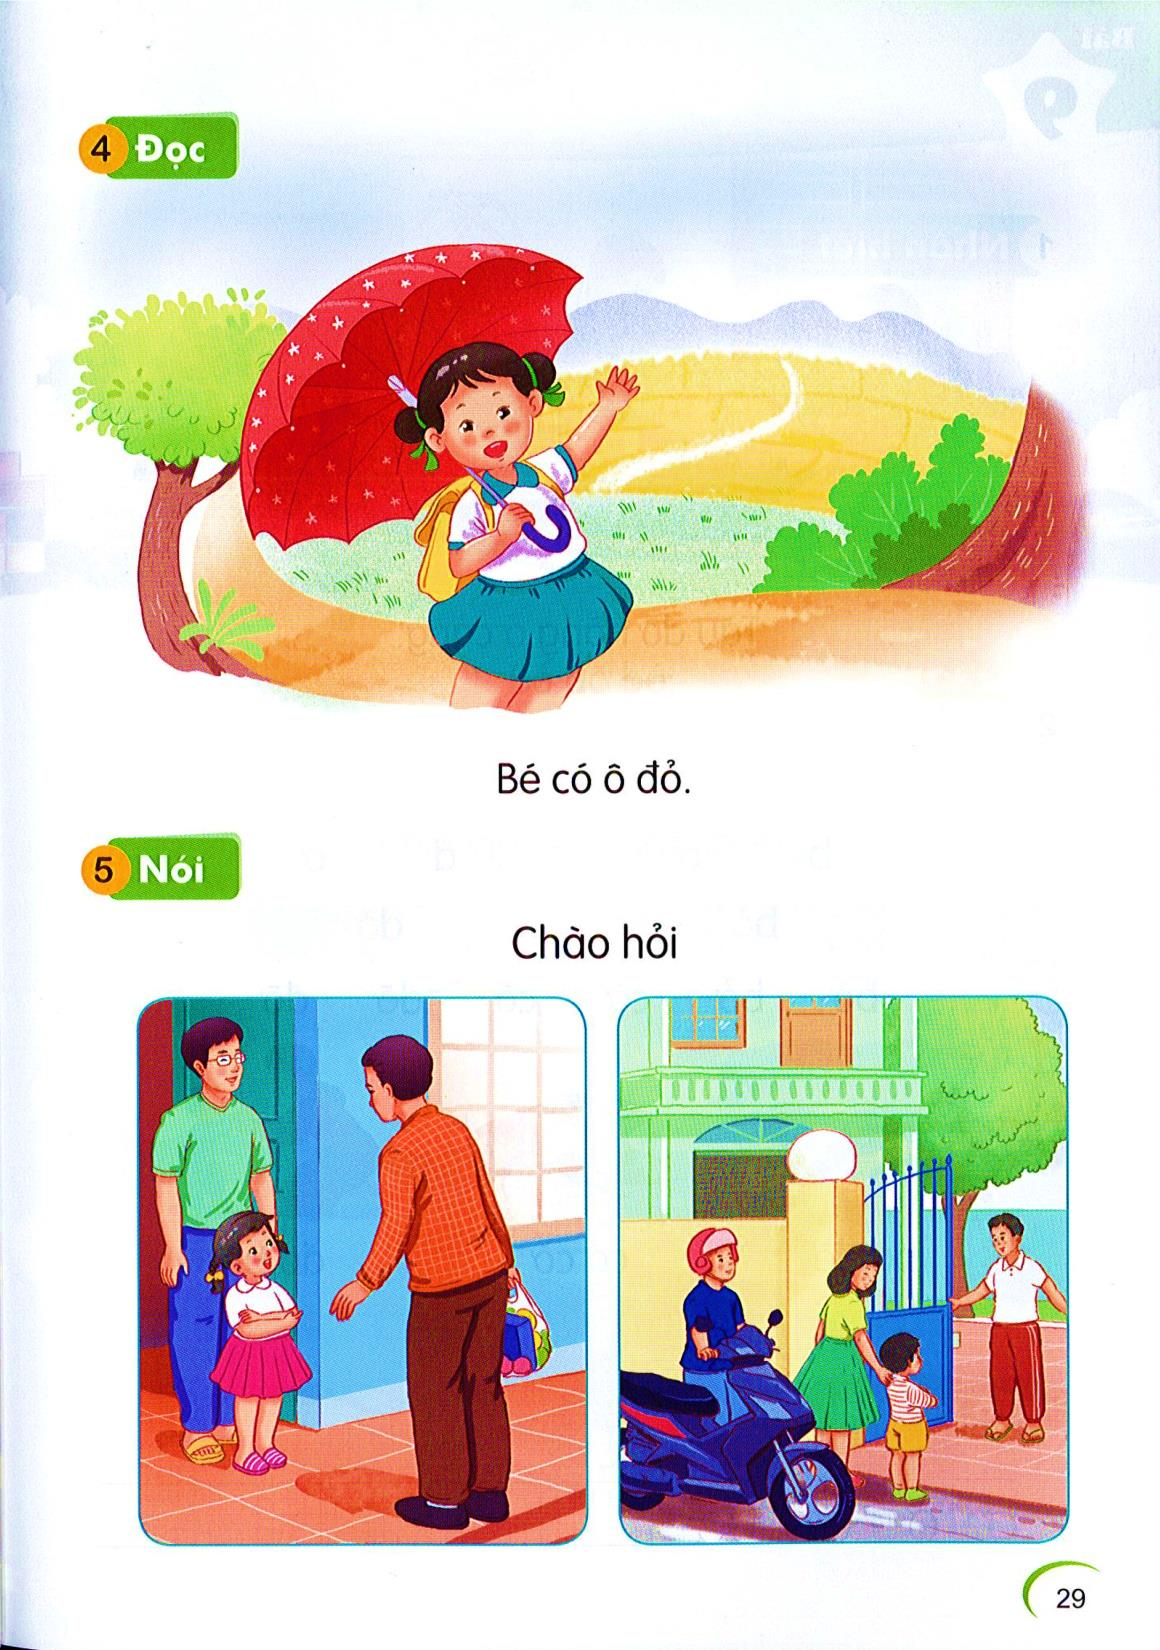 4 Đọc
Bé có ô đỏ.
5 Nói
Chào hỏi
29